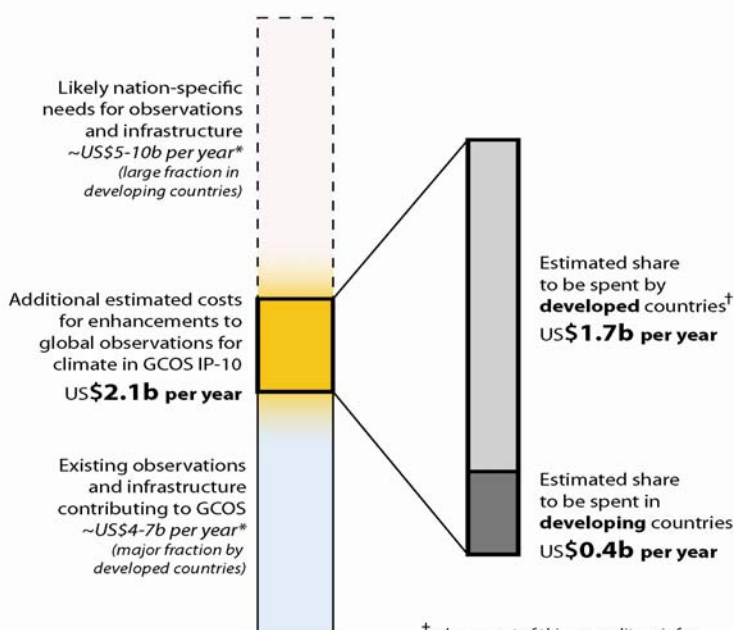 Likely nation-specific
needs for observations
and infrastructure
~US$5-10b per year*
(large fraction in
developing countries)
Additional estimated costs
for enhancements to
global observations for
climate in GCOS IP-10
US$2.1b per year
Existing observations
and infrastructure
contributing to GCOS
~US$4-7b per year*
(major fraction by
developed countries)
Estimated share
to be spent by
developed countries†
US$1.7b per year
Estimated share
to be spent in
developing countries
US$0.4b per year
†